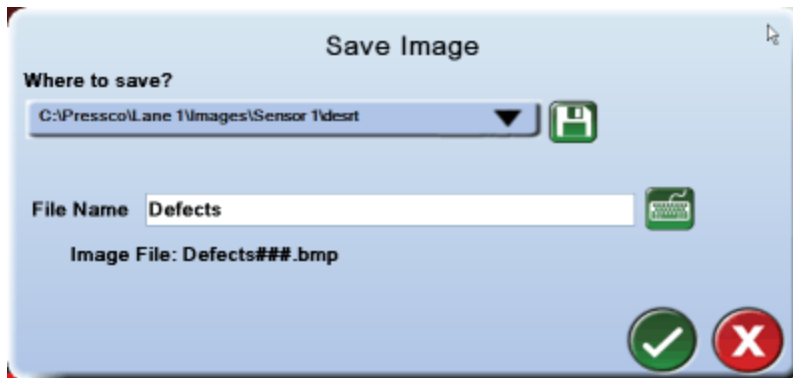 Save Image
Where to save?
C:\Pressco\Lane 1\Images\Sensor 1\desrt
File Name Defects
Image File: Defects###.bmp